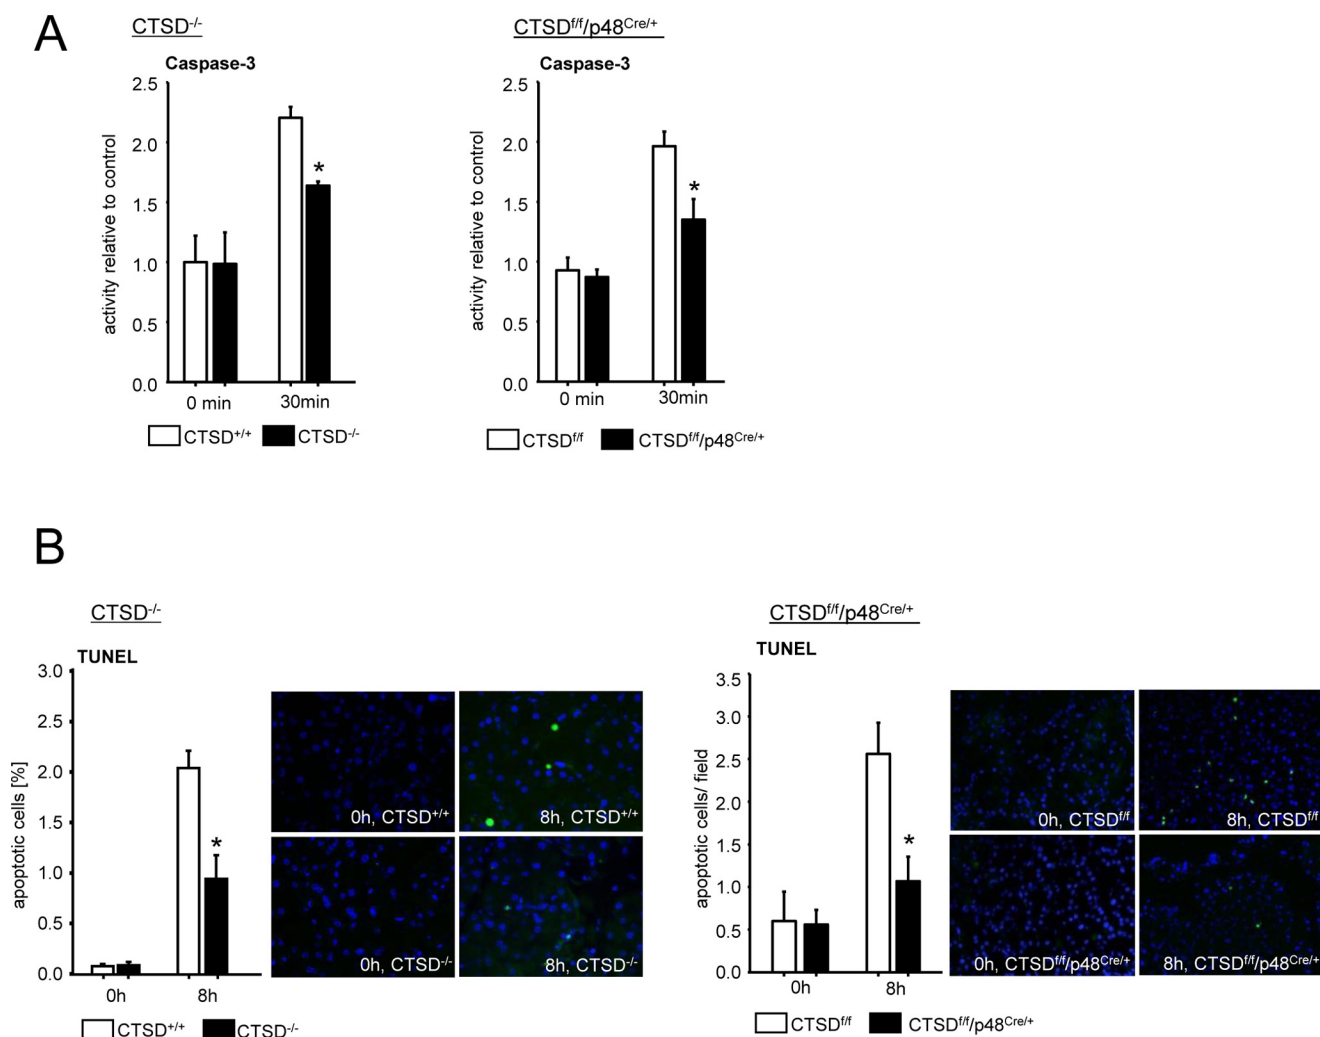 A
CTSD-/-
CTSDf/f/p48Cre/+
Caspase-3
Caspase-3
activity relative to control
2.5
2.0
1.5
1.0
0.5
0.0
*
0 min 30min
CTSD+/+ CTSD-/-
activity relative to control
2.5
2.0
1.5
1.0
0.5
0.0
*
0 min 30min
CTSDf/f CTSDf/f/p48Cre/+
B
CTSD-/-
TUNEL
apoptotic cells [%]
3.0
2.5
2.0
1.5
1.0
0.5
0.0
*
0h 8h
CTSD+/+ CTSD-/-
0h, CTSD+/+
8h, CTSD+/+
0h, CTSD-/-
8h, CTSD-/-
CTSDf/f/p48Cre/+
TUNEL
apoptotic cells/ field
3.5
3.0
2.5
2.0
1.5
1.0
0.5
0.0
*
0h 8h
CTSDf/f CTSDf/f/p48Cre/+
0h, CTSDf/f
8h, CTSDf/f
0h, CTSDf/f/p48Cre/+
8h, CTSDf/f/p48Cre/+